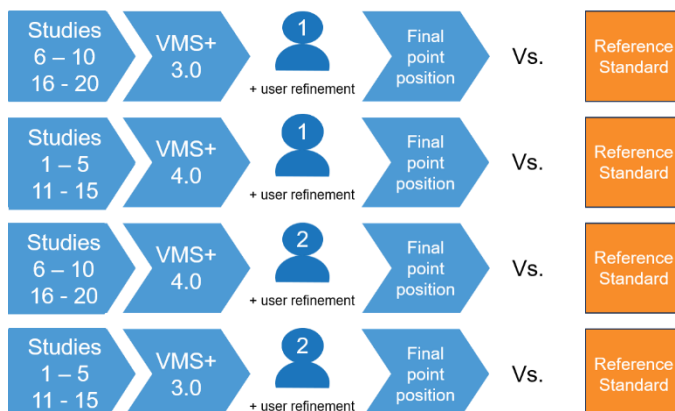 Studies
6 – 10
16 - 20
VMS+
3.0
1
+ user refinement
Final
point
position
Vs.
Reference
Standard
Studies
1 – 5
11 - 15
VMS+
4.0
1
+ user refinement
Final
point
position
Vs.
Reference
Standard
Studies
6 – 10
16 - 20
VMS+
4.0
2
+ user refinement
Final
point
position
Vs.
Reference
Standard
Studies
1 – 5
11 - 15
VMS+
3.0
2
+ user refinement
Final
point
position
Vs.
Reference
Standard